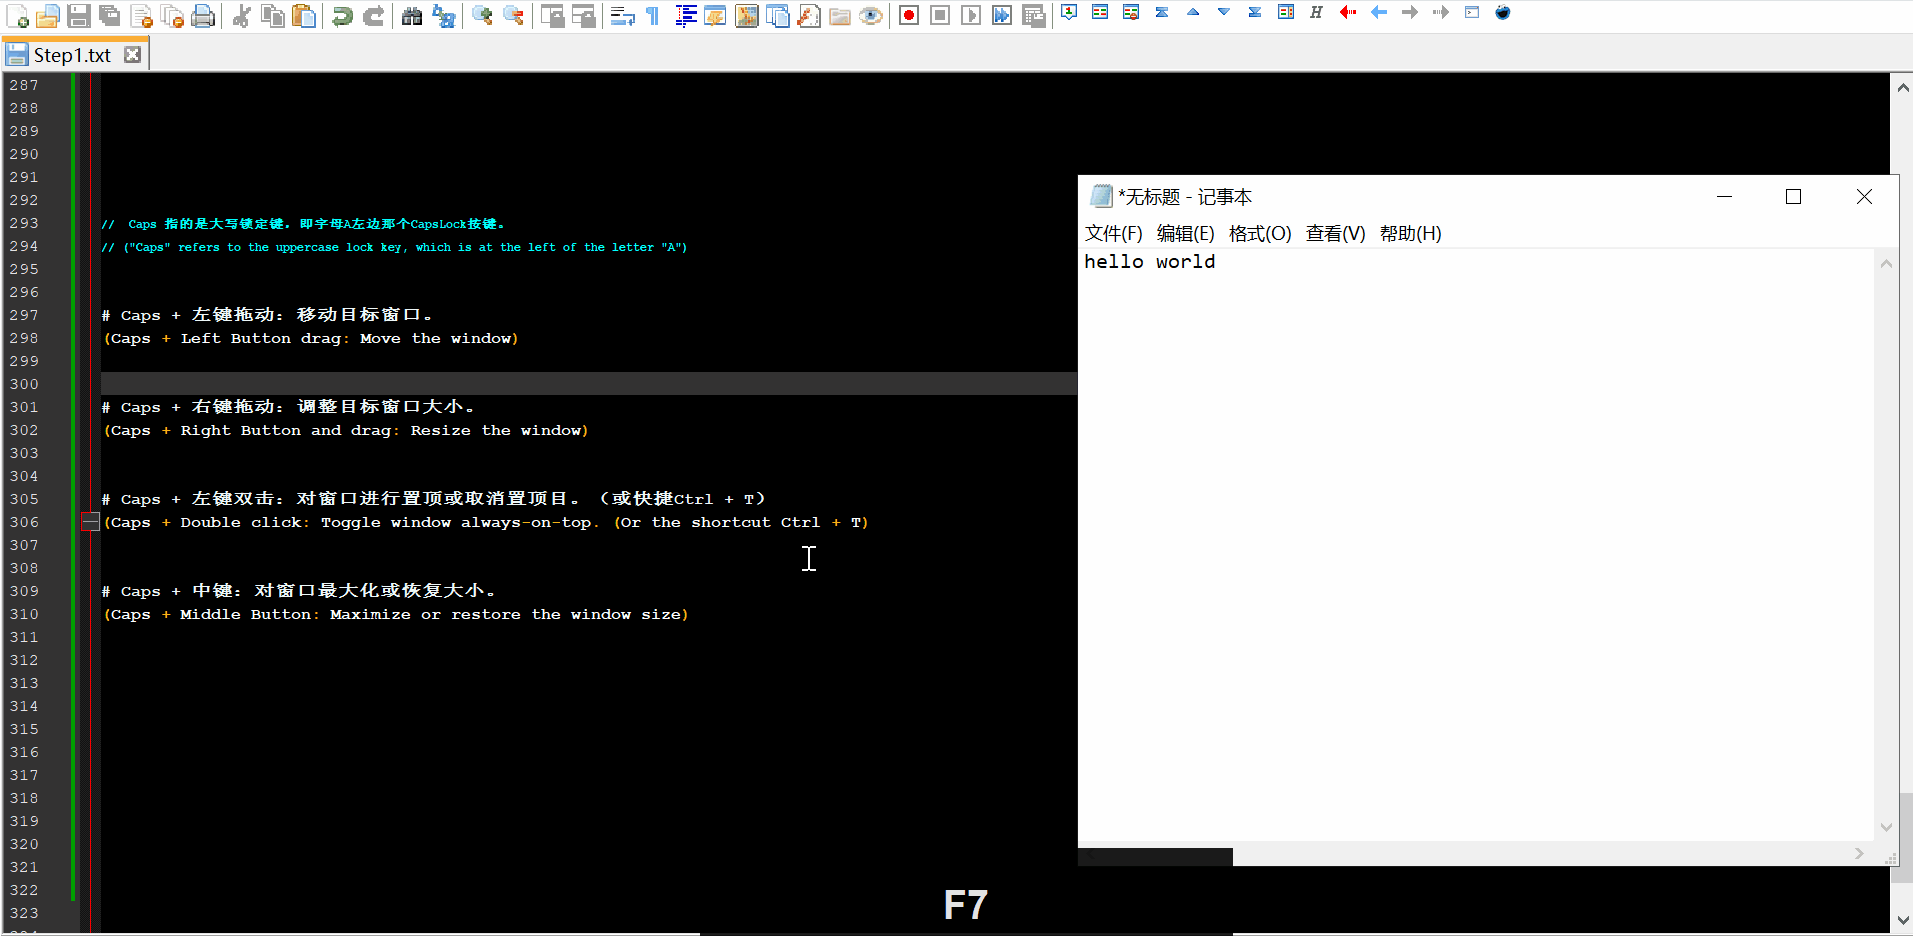 Step1.txt
287
288
289
290
291
292
293 // Caps 指的是大写锁定键，即字母A左边那个CapsLock按键。
294 // ("Caps" refers to the uppercase lock key, which is at the left of the letter "A")
295
296
297 # Caps + 左键拖动：移动目标窗口。
298 (Caps + Left Button drag: Move the window)
299
300
301 # Caps + 右键拖动：调整目标窗口大小。
302 (Caps + Right Button and drag: Resize the window)
303
304
305 # Caps + 左键双击：对窗口进行置顶或取消置顶目。（或快捷Ctrl + T）
306 (Caps + Double click: Toggle window always-on-top. (Or the shortcut Ctrl + T)
307
308
309 # Caps + 中键：对窗口最大化或恢复大小。
310 (Caps + Middle Button: Maximize or restore the window size)
311
312
313
314
315
316
317
318
319
320
321
322
323
*无标题 - 记事本
文件(F) 编辑(E) 格式(O) 查看(V) 帮助(H)
hello world
F7